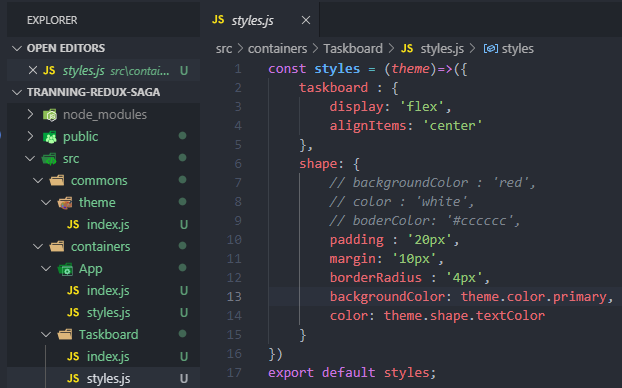 EXPLORER
OPEN EDITORS
styles.js src\contai... U
TRANNING-REDUX-SAGA
node_modules
public
src
commons
theme
JS index.js U
containers
App
JS index.js U
JS styles.js U
Taskboard
JS index.js U
JS styles.js U
JS styles.js
src > containers > Taskboard > JS styles.js > styles
1 const styles = (theme)=>({
2 taskboard : {
3 display: 'flex',
4 alignItems: 'center'
5 },
6 shape: {
7 // backgroundColor : 'red',
8 // color : 'white',
9 // boderColor: '#cccccc',
10 padding : '20px',
11 margin: '10px',
12 borderRadius : '4px',
13 backgroundColor: theme.color.primary,
14 color: theme.shape.textColor
15 }
16 })
17 export default styles;